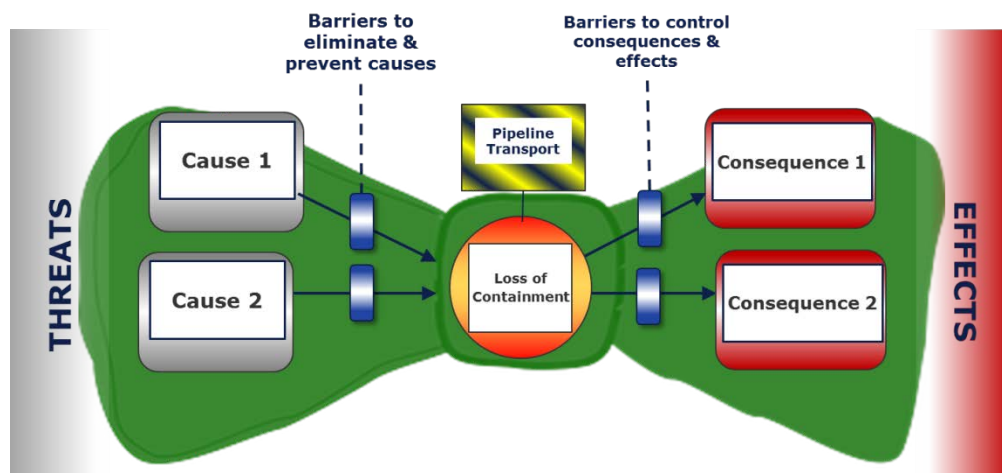 Barriers to
eliminate &
prevent causes
Barriers to control
consequences &
effects
Pipeline
Transport
Cause 1
Consequence 1
THREATS
EFFECTS
Loss of
Containment
Cause 2
Consequence 2